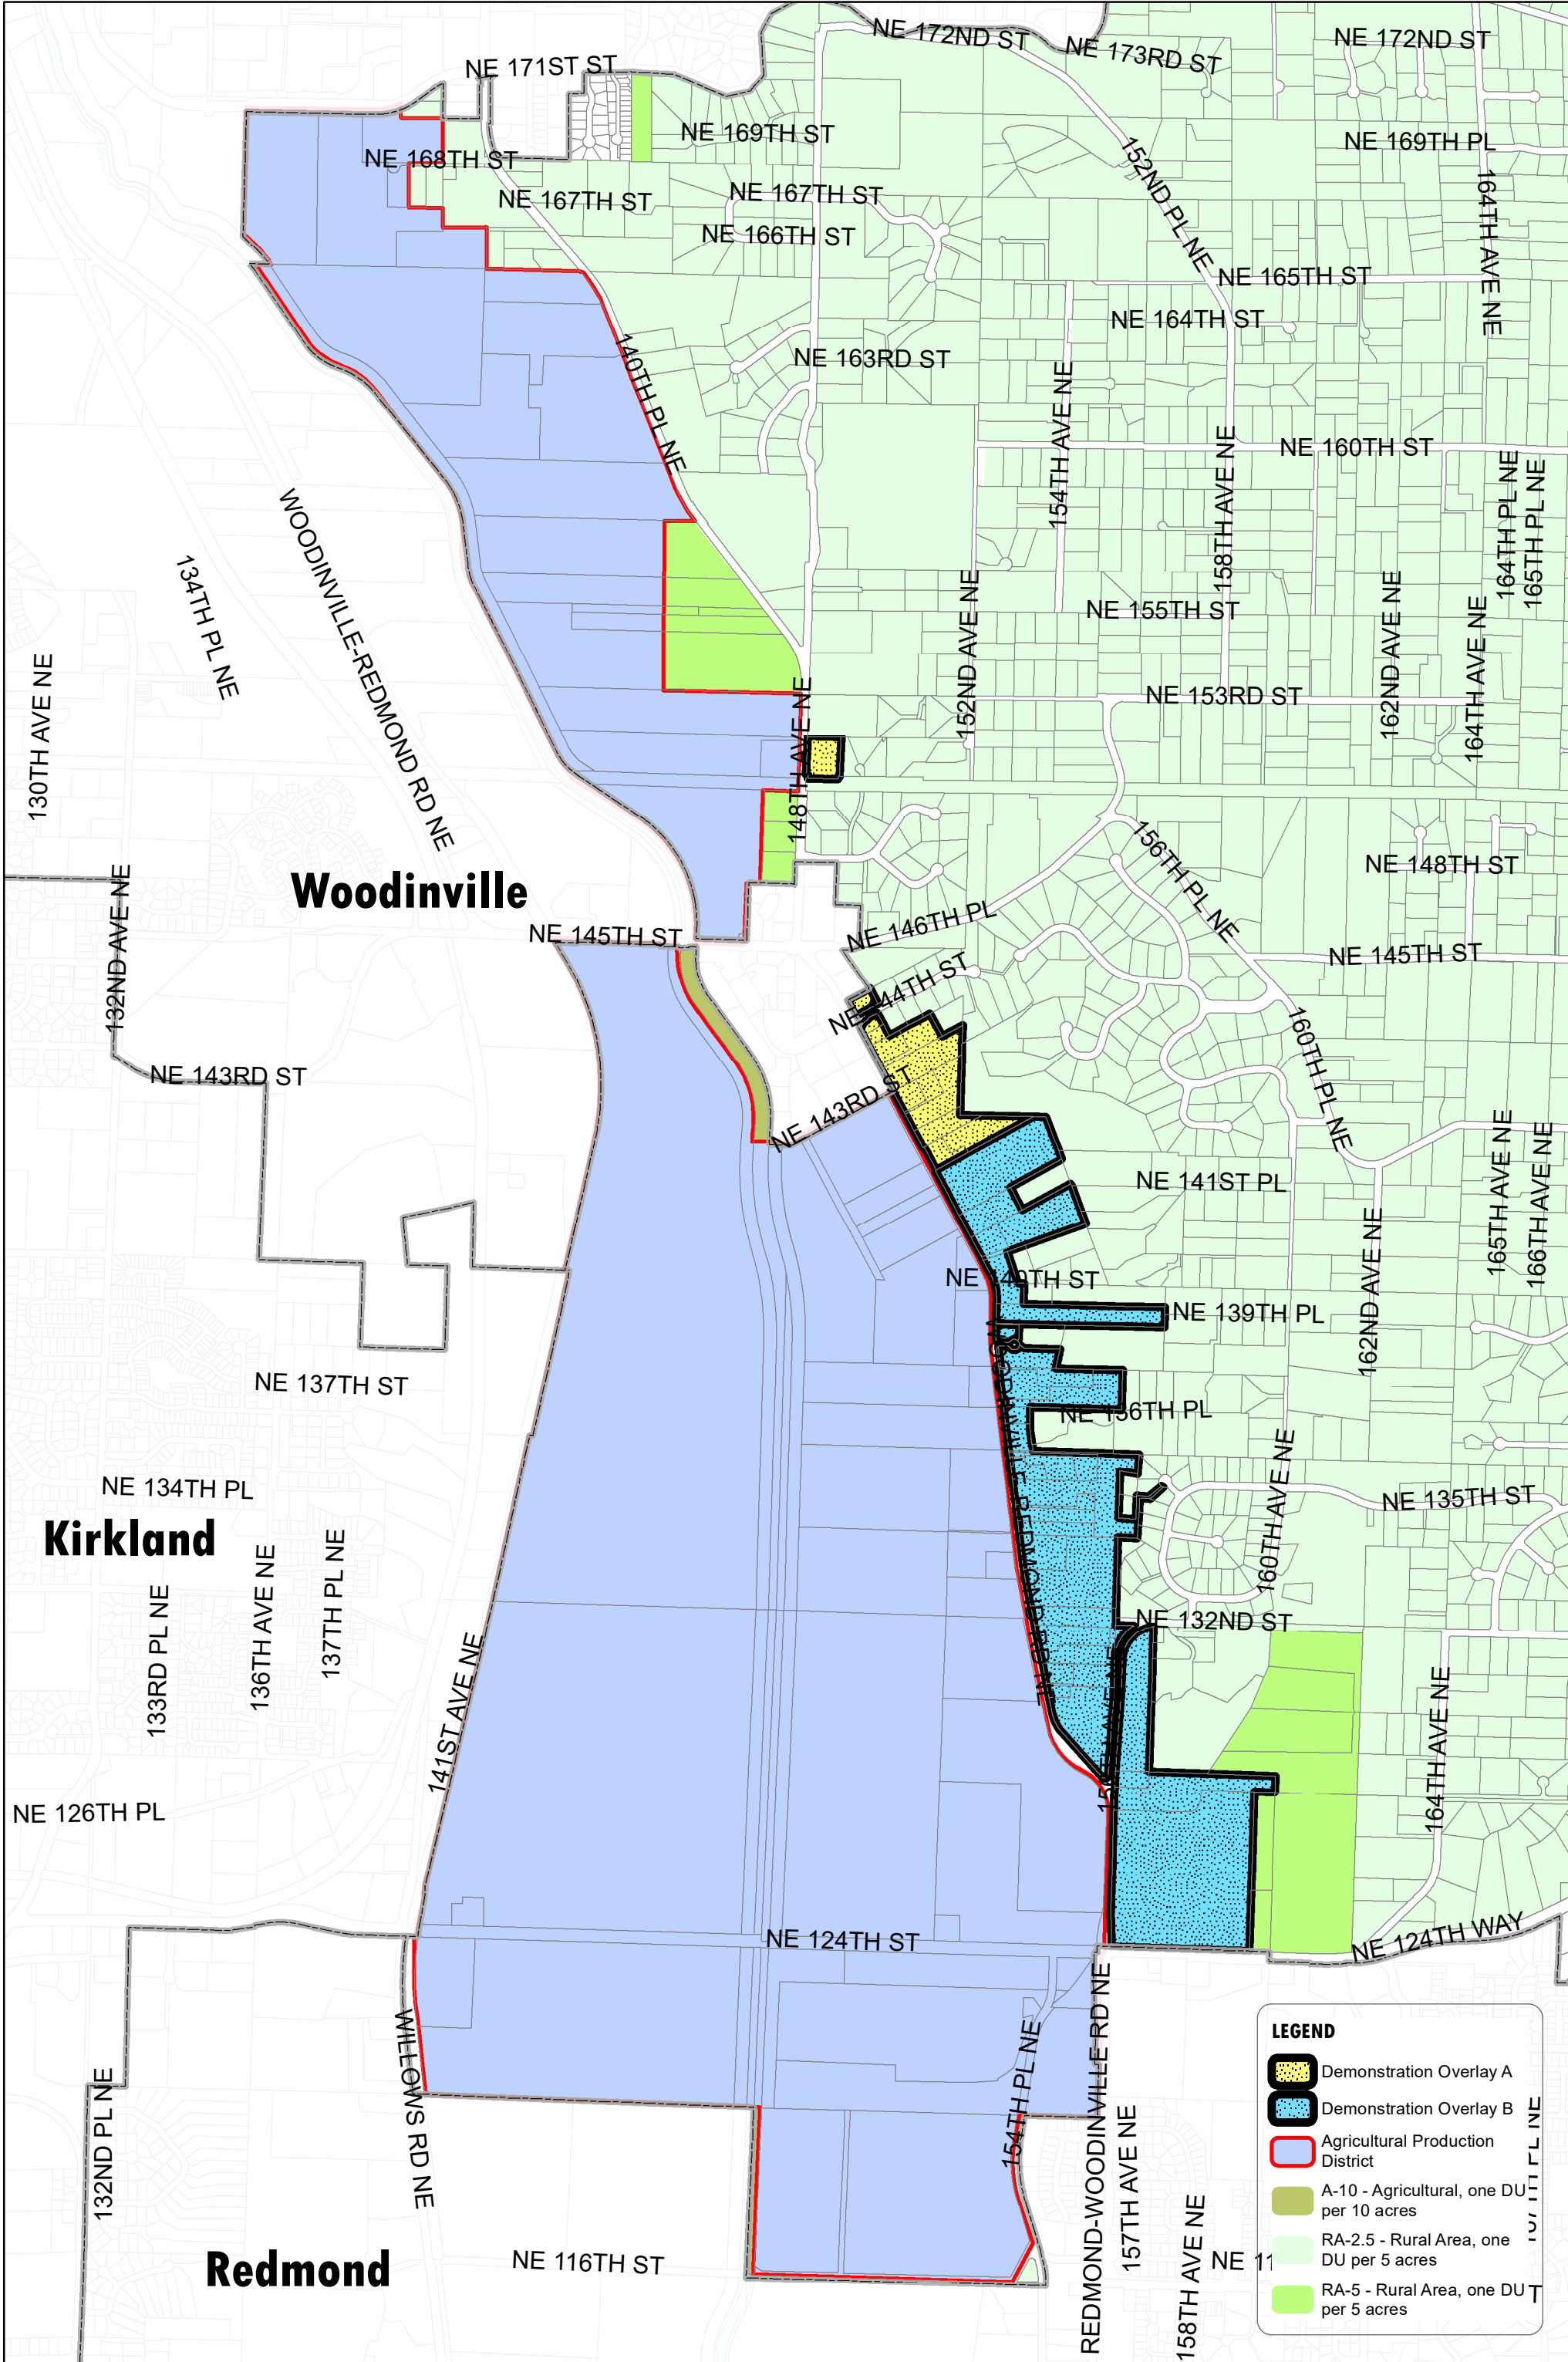 NE 172ND ST
NE 173RD ST
NE 172ND ST
NE 171ST ST
NE 169TH ST
NE 169TH PL
152ND PL NE
164TH AVE NE
NE 168TH ST
NE 167TH ST
NE 167TH ST
NE 166TH ST
NE 165TH ST
NE 164TH ST
NE 163RD ST
140TH PL NE
154TH AVE NE
158TH AVE NE
NE 160TH ST
164TH PL NE
165TH PL NE
WOODINVILLE-REDMOND RD NE
134TH PL NE
130TH AVE NE
152ND AVE NE
NE 155TH ST
162ND AVE NE
164TH AVE NE
NE 153RD ST
148TH AVE NE
156TH PL NE
NE 148TH ST
Woodinville
132ND AVE NE
NE 145TH ST
NE 146TH PL
NE 145TH ST
NE 144TH ST
160TH PL NE
NE 143RD ST
NE 143RD ST
165TH AVE NE
166TH AVE NE
NE 141ST PL
162ND AVE NE
NE 140TH ST
NE 139TH PL
WOODINVILLE-REDMOND RD NE
NE 137TH ST
NE 136TH PL
160TH AVE NE
NE 134TH PL
NE 135TH ST
Kirkland
133RD PL NE
136TH AVE NE
137TH PL NE
141ST AVE NE
NE 132ND ST
164TH AVE NE
NE 126TH PL
NE 124TH ST
NE 124TH WAY
WILLOWS RD NE
132ND PL NE
154TH PL NE
REDMOND-WOODINVILLE RD NE
157TH AVE NE
158TH AVE NE
Redmond
NE 116TH ST
NE 11
T
LEGEND
Demonstration Overlay A
Demonstration Overlay B
Agricultural Production
District
A-10 - Agricultural, one DU
per 10 acres
RA-2.5 - Rural Area, one
DU per 5 acres
RA-5 - Rural Area, one DU
per 5 acres